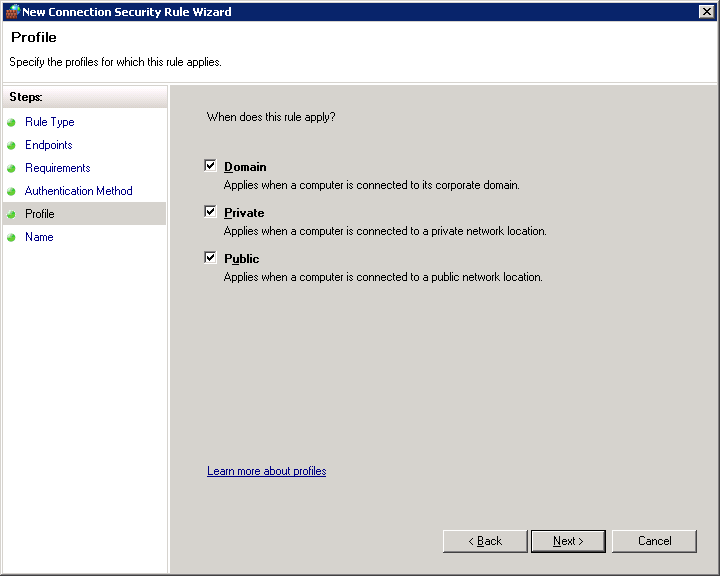 New Connection Security Rule Wizard
Profile
Specify the profiles for which this rule applies.
Steps:
Rule Type
Endpoints
Requirements
Authentication Method
Profile
Name
When does this rule apply?
Domain
Applies when a computer is connected to its corporate domain.
Private
Applies when a computer is connected to a private network location.
Public
Applies when a computer is connected to a public network location.
Learn more about profiles
< Back
Next >
Cancel